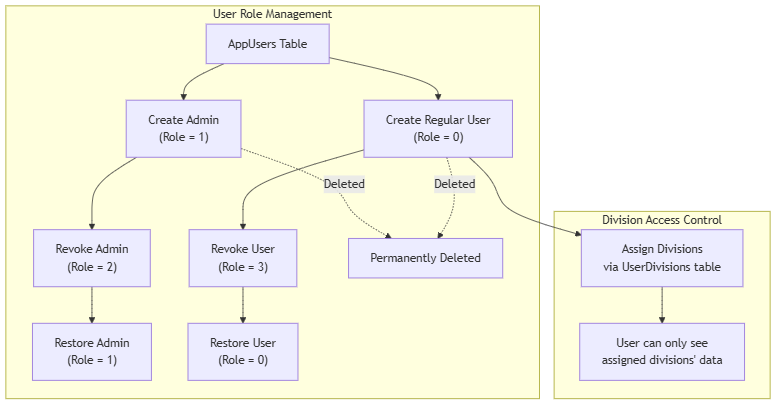 User Role Management
AppUsers Table
Create Admin
(Role = 1)
Create Regular User
(Role = 0)
Deleted
Deleted
Division Access Control
Revoke Admin
(Role = 2)
Revoke User
(Role = 3)
Permanently Deleted
Assign Divisions
via UserDivisions table
Restore Admin
(Role = 1)
Restore User
(Role = 0)
User can only see
assigned divisions' data